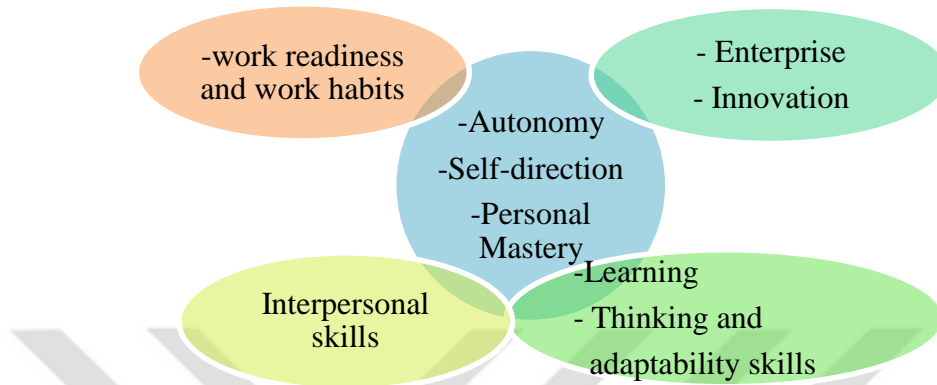 -work readiness
and work habits
- Enterprise
- Innovation
-Autonomy
-Self-direction
-Personal
Mastery
Interpersonal
skills
-Learning
- Thinking and
adaptability skills